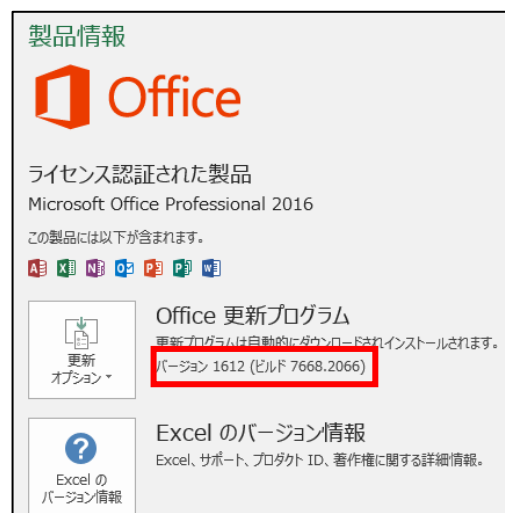 製品情報
Office
ライセンス認証された製品
Microsoft Office Professional 2016
この製品には以下が含まれます。
Office 更新プログラム
更新プログラムは自動的にダウンロードされインストールされます。
バージョン 1612 (ビルド 7668.2066)
更新
オプション
Excel のバージョン情報
Excel、サポート、プロダクト ID、著作権に関する詳細情報。
Excel の
バージョン情報